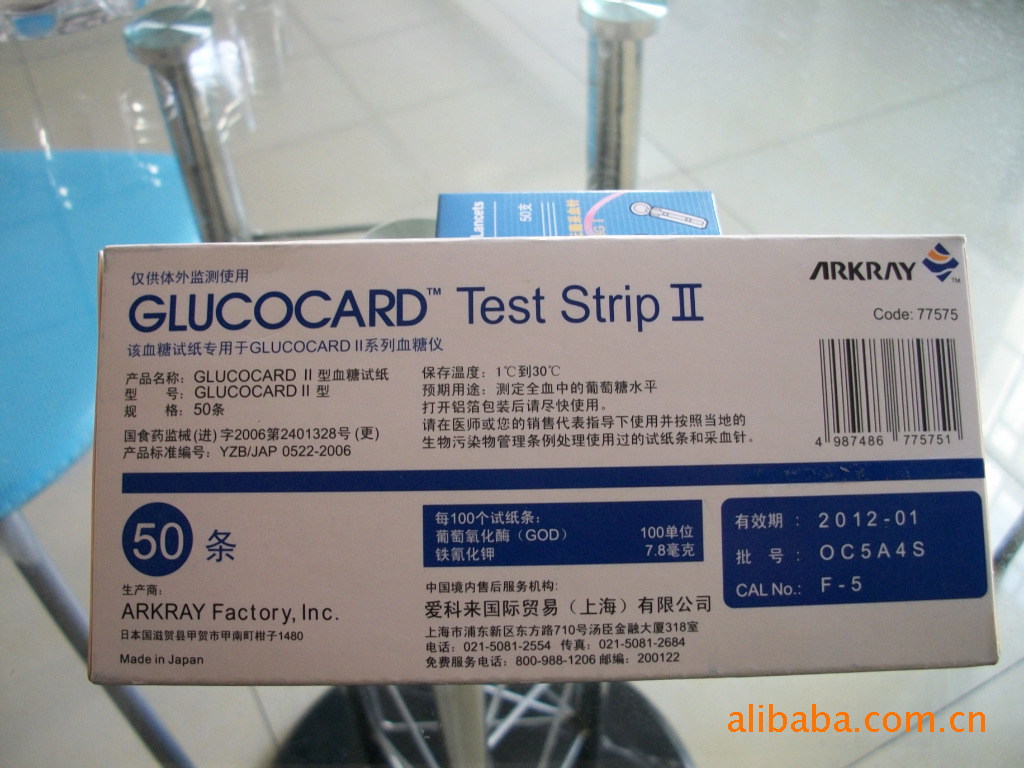 Lancets
50支
仅供体外监测使用
GLUCOCARD™ Test Strip II
ARKRAY
TM
Code: 77575
该血糖试纸专用于GLUCOCARD II系列血糖仪
产品名称: GLUCOCARD II 型血糖试纸
型 号: GLUCOCARD II 型
规 格: 50条
国食药监械(进) 字2006第2401328号 (更)
产品标准编号: YZB/JAP 0522-2006
保存温度: 1℃到30℃
预期用途: 测定全血中的葡萄糖水平
打开铝箔包装后请尽快使用。
请在医师或您的销售代表指导下使用并按照当地的
生物污染物管理条例处理使用过的试纸条和采血针。
4 987486 775751
50 条
每100个试纸条:
葡萄氧化酶 (GOD) 100单位
铁氰化钾 7.8毫克
有效期 : 2012-01
批 号 : OC5A4S
CAL No.: F-5
生产商:
ARKRAY Factory, Inc.
日本国滋贺县甲贺市甲南町柑子1480
Made in Japan
中国境内售后服务机构:
爱科来国际贸易 (上海) 有限公司
上海市浦东新区东方路710号汤臣金融大厦318室
电话: 021-5081-2554 传真: 021-5081-2684
免费服务电话: 800-988-1206 邮编: 200122
alibaba.com.cn